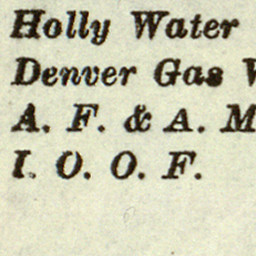 Holly Water
Denver Gas
A. F. & A. M
I. O. O. F.